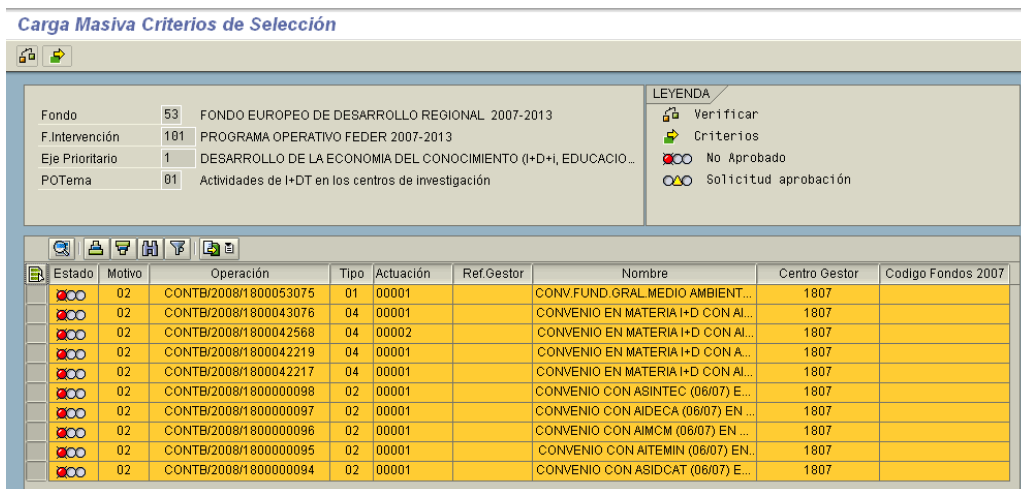 Carga Masiva Criterios de Selección
LEYENDA
Fondo 53 FONDO EUROPEO DE DESARROLLO REGIONAL 2007-2013
Verificar
F.Intervención 101 PROGRAMA OPERATIVO FEDER 2007-2013
Criterios
Eje Prioritario 1 DESARROLLO DE LA ECONOMIA DEL CONOCIMIENTO (I+D+i, EDUCACIO...
No Aprobado
POTema 01 Actividades de I+DT en los centros de investigación
Solicitud aprobación
Estado Motivo Operación Tipo Actuación Ref.Gestor Nombre Centro Gestor Codigo Fondos 2007
02 CONTB/2008/1800053075 01 00001 CONV.FUND.GRAL.MEDIO AMBIENT... 1807
02 CONTB/2008/1800043076 04 00001 CONVENIO EN MATERIA I+D CON AI... 1807
02 CONTB/2008/1800042568 04 00002 CONVENIO EN MATERIA I+D CON AI... 1807
02 CONTB/2008/1800042219 04 00001 CONVENIO EN MATERIA I+D CON A... 1807
02 CONTB/2008/1800042217 04 00001 CONVENIO EN MATERIA I+D CON AI... 1807
02 CONTB/2008/1800000098 02 00001 CONVENIO CON ASINTEC (06/07) E... 1807
02 CONTB/2008/1800000097 02 00001 CONVENIO CON AIDECA (06/07) EN ... 1807
02 CONTB/2008/1800000096 02 00001 CONVENIO CON AIMCM (06/07) EN ... 1807
02 CONTB/2008/1800000095 02 00001 CONVENIO CON AITEMIN (06/07) EN... 1807
02 CONTB/2008/1800000094 02 00001 CONVENIO CON ASIDCAT (06/07) E... 1807